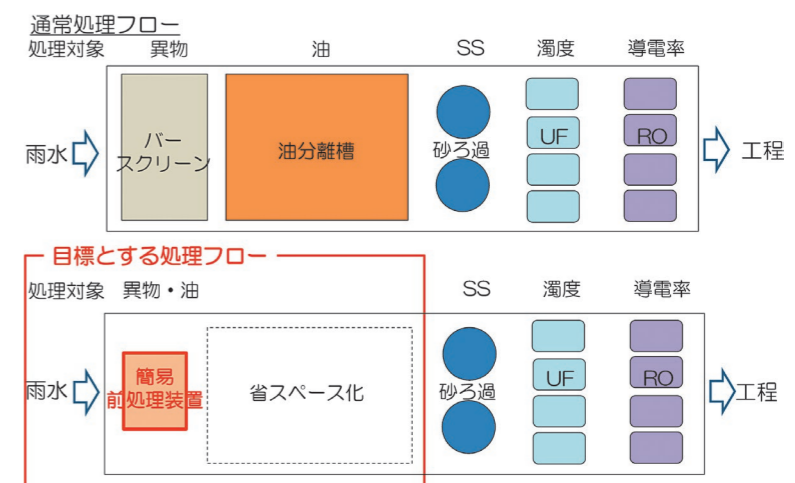 通常処理フロー
処理対象 異物 油 SS 濁度 導電率
雨水
バー
スクリーン
油分離槽
砂ろ過
UF
RO
工程
目標とする処理フロー
処理対象 異物・油 SS 濁度 導電率
雨水
簡易
前処理装置
省スペース化
砂ろ過
UF
RO
工程